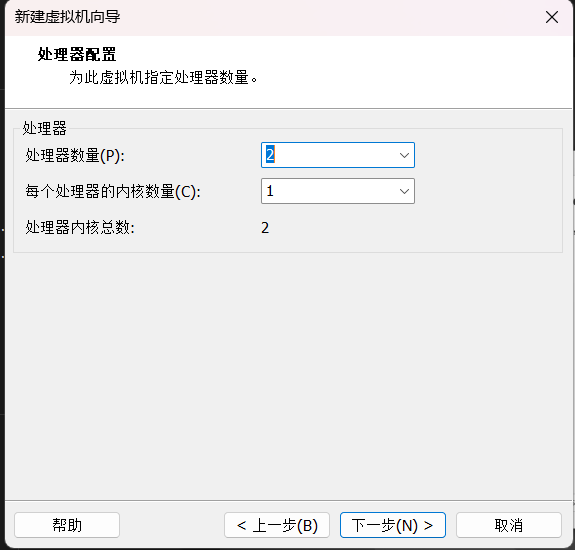 新建虚拟机向导
处理器配置
为此虚拟机指定处理器数量。
处理器
处理器数量(P): 2
每个处理器的内核数量(C): 1
处理器内核总数: 2
帮助 < 上一步(B) 下一步(N) > 取消